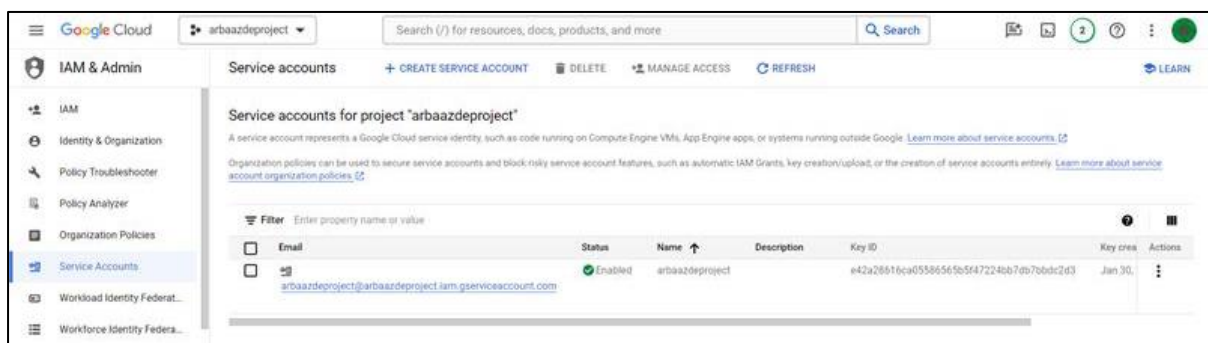 Google Cloud
arbaazdeproject
Search (/) for resources, docs, products, and more
Search
2
IAM & Admin
Service accounts
+ CREATE SERVICE ACCOUNT
DELETE
MANAGE ACCESS
REFRESH
LEARN
IAM
Identity & Organization
Policy Troubleshooter
Policy Analyzer
Organization Policies
Service Accounts
Workload Identity Federat...
Workforce Identity Federa...
Service accounts for project "arbaazdeproject"
A service account represents a Google Cloud service identity, such as code running on Compute Engine VMs, App Engine apps, or systems running outside Google. Learn more about service accounts.
Organization policies can be used to secure service accounts and block risky service account features, such as automatic IAM Grants, key creation/upload, or the creation of service accounts entirely. Learn more about service
account organization policies.
Filter Enter property name or value
Email Status Name Description Key ID Key crea Actions
Enabled arbaazdeproject e42a28616ca05586565b5f47224bb7db7bbdc2d3 Jan 30,
arbaazdeproject@arbaazdeproject.iam.gserviceaccount.com